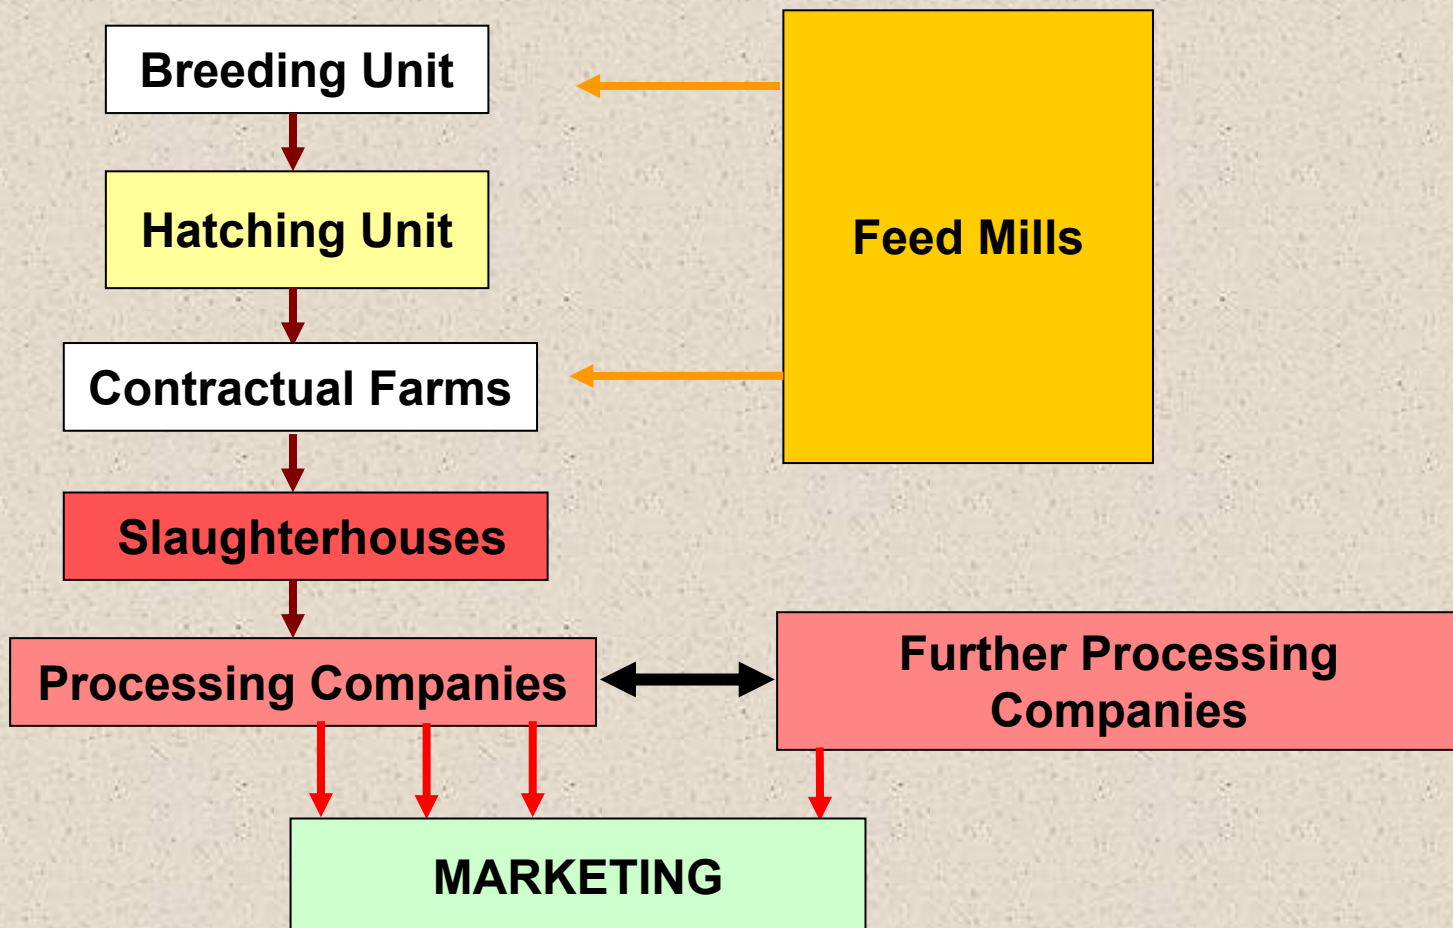 Breeding Unit
Feed Mills
Hatching Unit
Contractual Farms
Slaughterhouses
Processing Companies
Further Processing
Companies
MARKETING